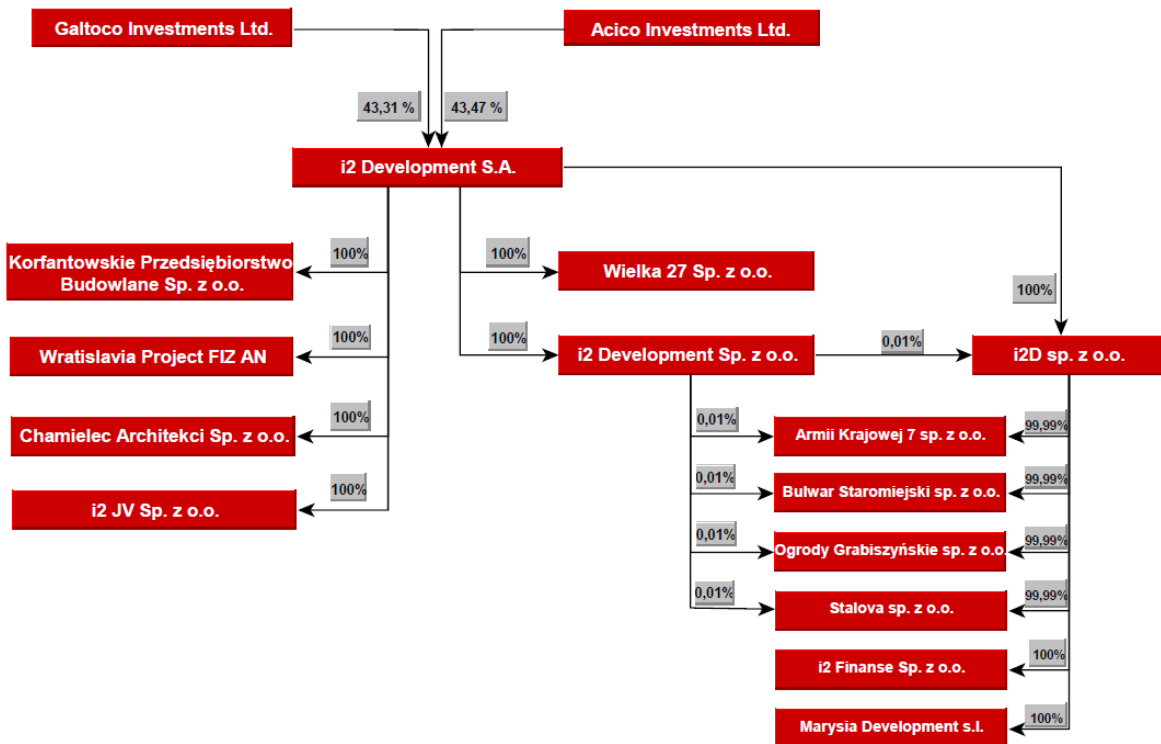 Galtoco Investments Ltd.
Acico Investments Ltd.
43,31 %
43,47 %
i2 Development S.A.
100%
100%
Korfantowskie Przedsiębiorstwo
Budowlane Sp. z o.o.
Wielka 27 Sp. z o.o.
100%
100%
100%
0,01%
Wratislavia Project FIZ AN
i2 Development Sp. z o.o.
i2D sp. z o.o.
100%
0,01%
99,99%
Chamielec Architekci Sp. z o.o.
Armii Krajowej 7 sp. z o.o.
100%
0,01%
99,99%
i2 JV Sp. z o.o.
Bulwar Staromiejski sp. z o.o.
0,01%
99,99%
Ogrody Grabiszyńskie sp. z o.o.
0,01%
99,99%
Stalova sp. z o.o.
100%
i2 Finanse Sp. z o.o.
100%
Marysia Development s.l.